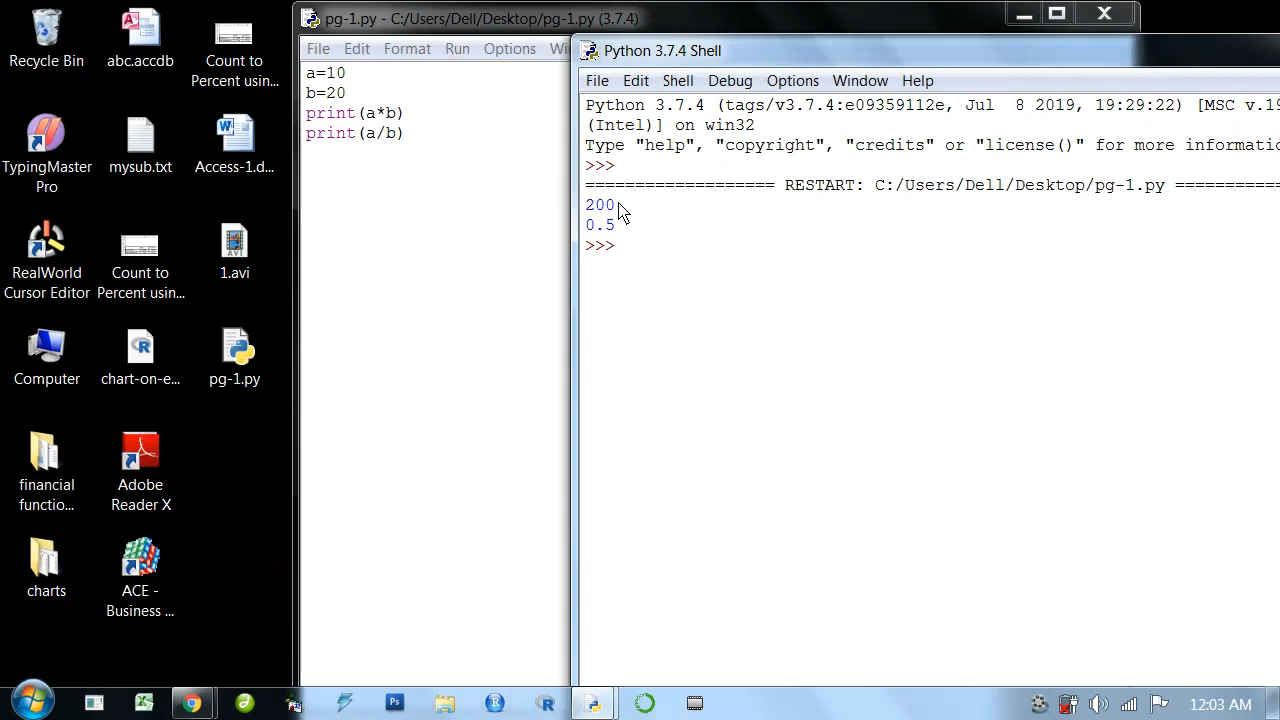 Recycle Bin
abc.accdb
Count to
Percent usin...
TypingMaster
Pro
mysub.txt
Access-1.d...
RealWorld
Cursor Editor
Count to
Percent usin...
1.avi
Computer
chart-on-e...
pg-1.py
financial
functio...
Adobe
Reader X
charts
ACE -
Business ...
pg-1.py - C:/Users/Dell/Desktop/pg-1.py (3.7.4)
File Edit Format Run Options Wi
a=10
b=20
print(a*b)
print(a/b)
Python 3.7.4 Shell
File Edit Shell Debug Options Window Help
Python 3.7.4 (tags/v3.7.4:e09359112e, Jul 8 2019, 19:29:22) [MSC v.1
(Intel)] on win32
Type "help", "copyright", "credits" or "license()" for more informati
>>>
=================== RESTART: C:/Users/Dell/Desktop/pg-1.py ===========
200
0.5
>>>
12:03 AM